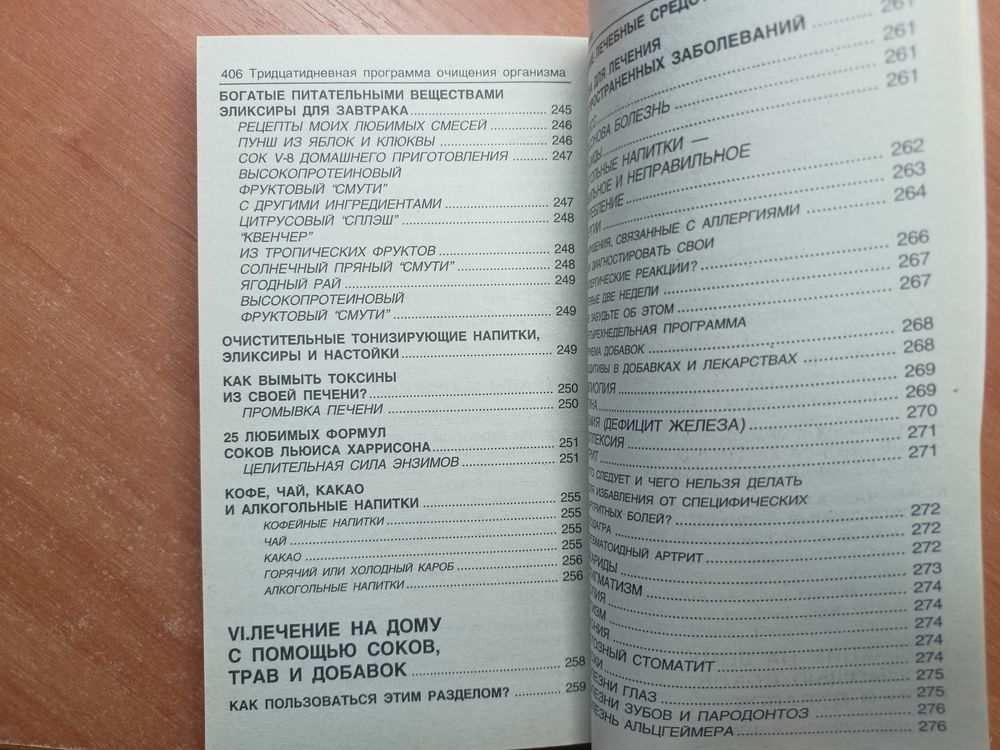 406 Тридцатидневная программа очищения организма
БОГАТЫЕ ПИТАТЕЛЬНЫМИ ВЕЩЕСТВАМИ
ЭЛИКСИРЫ ДЛЯ ЗАВТРАКА 245
РЕЦЕПТЫ МОИХ ЛЮБИМЫХ СМЕСЕЙ 246
ПУНШ ИЗ ЯБЛОК И КЛЮКВЫ 246
СОК V-8 ДОМАШНЕГО ПРИГОТОВЛЕНИЯ 247
ВЫСОКОПРОТЕИНОВЫЙ
ФРУКТОВЫЙ "СМУТИ"
С ДРУГИМИ ИНГРЕДИЕНТАМИ 247
ЦИТРУСОВЫЙ "СПЛЭШ" 248
"КВЕНЧЕР"
ИЗ ТРОПИЧЕСКИХ ФРУКТОВ 248
СОЛНЕЧНЫЙ ПРЯНЫЙ "СМУТИ" 248
ЯГОДНЫЙ РАЙ 249
ВЫСОКОПРОТЕИНОВЫЙ
ФРУКТОВЫЙ "СМУТИ" 249
ОЧИСТИТЕЛЬНЫЕ ТОНИЗИРУЮЩИЕ НАПИТКИ,
ЭЛИКСИРЫ И НАСТОЙКИ 249
КАК ВЫМЫТЬ ТОКСИНЫ
ИЗ СВОЕЙ ПЕЧЕНИ? 250
ПРОМЫВКА ПЕЧЕНИ 250
25 ЛЮБИМЫХ ФОРМУЛ
СОКОВ ЛЬЮИСА ХАРРИСОНА 251
ЦЕЛИТЕЛЬНАЯ СИЛА ЭНЗИМОВ 251
КОФЕ, ЧАЙ, КАКАО
И АЛКОГОЛЬНЫЕ НАПИТКИ 255
КОФЕЙНЫЕ НАПИТКИ 255
ЧАЙ 255
КАКАО 255
ГОРЯЧИЙ ИЛИ ХОЛОДНЫЙ КАРОБ 256
АЛКОГОЛЬНЫЕ НАПИТКИ 256
VI.ЛЕЧЕНИЕ НА ДОМУ
С ПОМОЩЬЮ СОКОВ,
ТРАВ И ДОБАВОК 258
КАК ПОЛЬЗОВАТЬСЯ ЭТИМ РАЗДЕЛОМ? 259
ЛЕЧЕБНЫЕ 261
ДЛЯ ЛЕЧЕНИЯ
ЗАБОЛЕВАНИЙ 261
261
БОЛЕЗНЬ 261
НАПИТКИ —
И НЕПРАВИЛЬНОЕ
262
263
СВЯЗАННЫЕ С АЛЛЕРГИЯМИ 264
ДИАГНОСТИРОВАТЬ СВОИ
РЕАКЦИИ? 266
ДВЕ НЕДЕЛИ 267
ЗАБУДЬТЕ ОБ ЭТОМ 267
ПРОГРАММА
ДОБАВОК 268
В ДОБАВКАХ И ЛЕКАРСТВАХ 268
269
269
(ДЕФИЦИТ ЖЕЛЕЗА) 270
271
271
СЛЕДУЕТ И ЧЕГО НЕЛЬЗЯ ДЕЛАТЬ
ИЗБАВЛЕНИЯ ОТ СПЕЦИФИЧЕСКИХ
БОЛЕЙ? 272
272
АРТРИТ 272
273
274
274
274
274
СТОМАТИТ 274
275
ГЛАЗ 275
ЗУБОВ И ПАРОДОНТОЗ 276
АЛЬЦГЕЙМЕРА 276